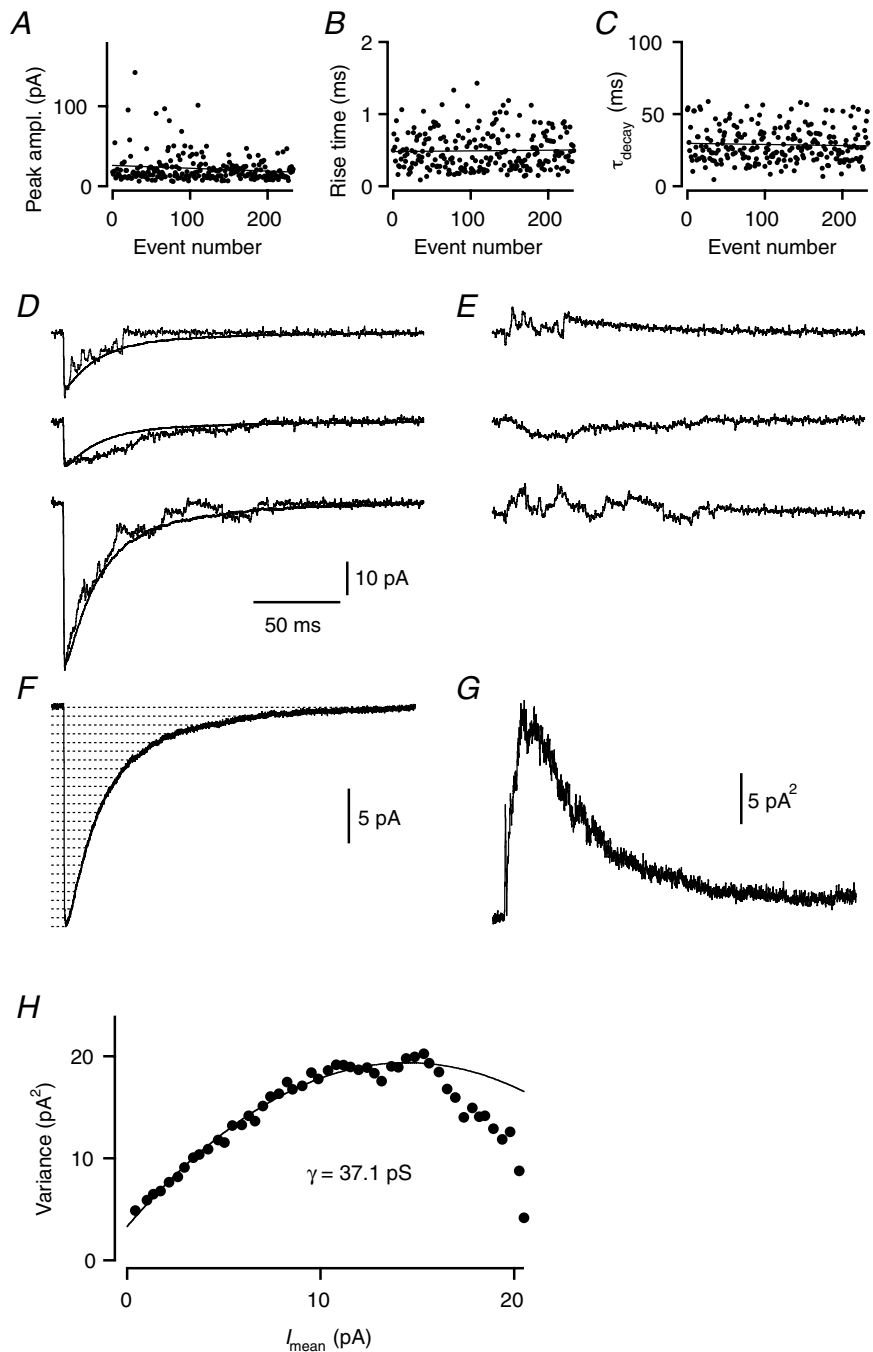 A
B
C
Peak ampl. (pA)
100
0
0
100
200
Event number
Rise time (ms)
2
1
0
0
100
200
Event number
τdecay (ms)
100
50
0
0
100
200
Event number
D
E
10 pA
50 ms
F
G
5 pA
5 pA²
H
Variance (pA²)
20
10
0
γ = 37.1 pS
0
10
20
Imean (pA)